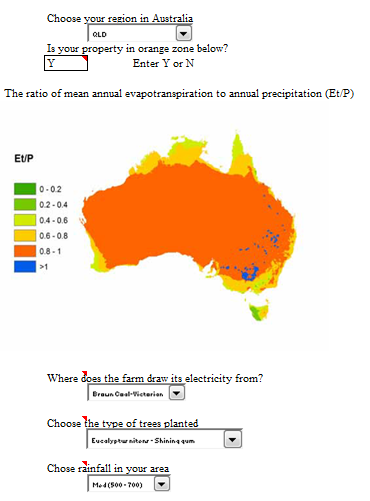 Choose your region in Australia
QLD
Is your property in orange zone below?
Y Enter Y or N
The ratio of mean annual evapotranspiration to annual precipitation (Et/P)
Et/P
0 - 0.2
0.2 - 0.4
0.4 - 0.6
0.6 - 0.8
0.8 - 1
>1
Where does the farm draw its electricity from?
Braun Coal-Victorian
Choose the type of trees planted
Eucalyptus nitens - Shining gum
Chose rainfall in your area
Med (500 - 700)